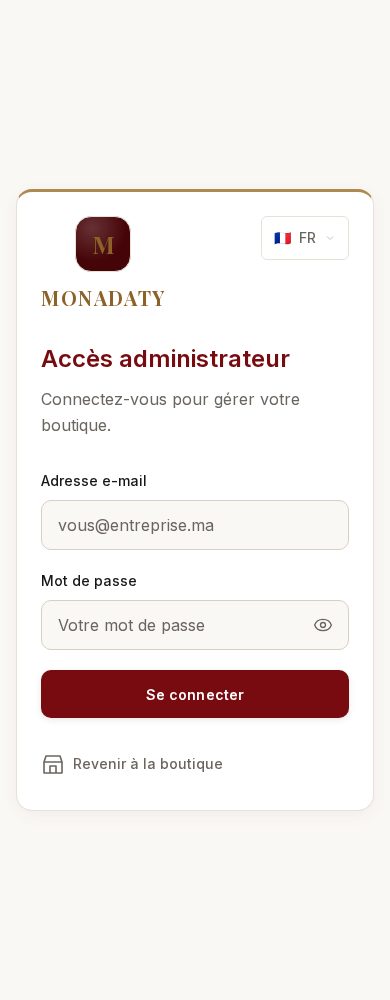 M
FR
MONADATY
Accès administrateur
Connectez-vous pour gérer votre
boutique.
Adresse e-mail
vous@entreprise.ma
Mot de passe
Votre mot de passe
Se connecter
Revenir à la boutique